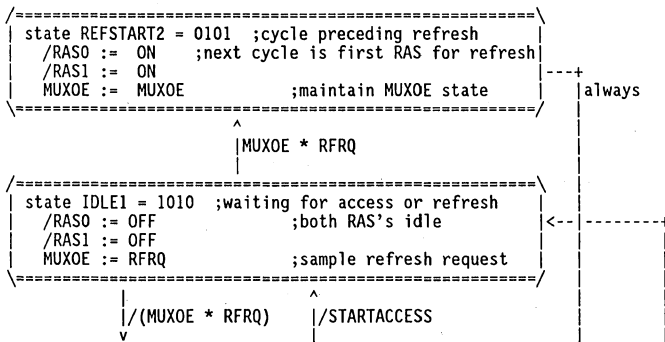 /===================================================\
| state REFSTART2 = 0101  ;cycle preceding refresh       |
|   /RAS0 :=  ON    ;next cycle is first RAS for refresh|
|   /RAS1 :=  ON                                        |---+
|   MUXOE :=  MUXOE            ;maintain MUXOE state     |   |always
\===================================================/
^
|MUXOE * RFRQ
|
/===================================================\
| state IDLE1 = 1010  ;waiting for access or refresh     |
|   /RAS0 := OFF               ;both RAS's idle          |<-- --------+
|   /RAS1 := OFF                                        |
|   MUXOE := RFRQ              ;sample refresh request   |
\===================================================/
|                  ^
|/(MUXOE * RFRQ)   |/STARTACCESS
v                  |